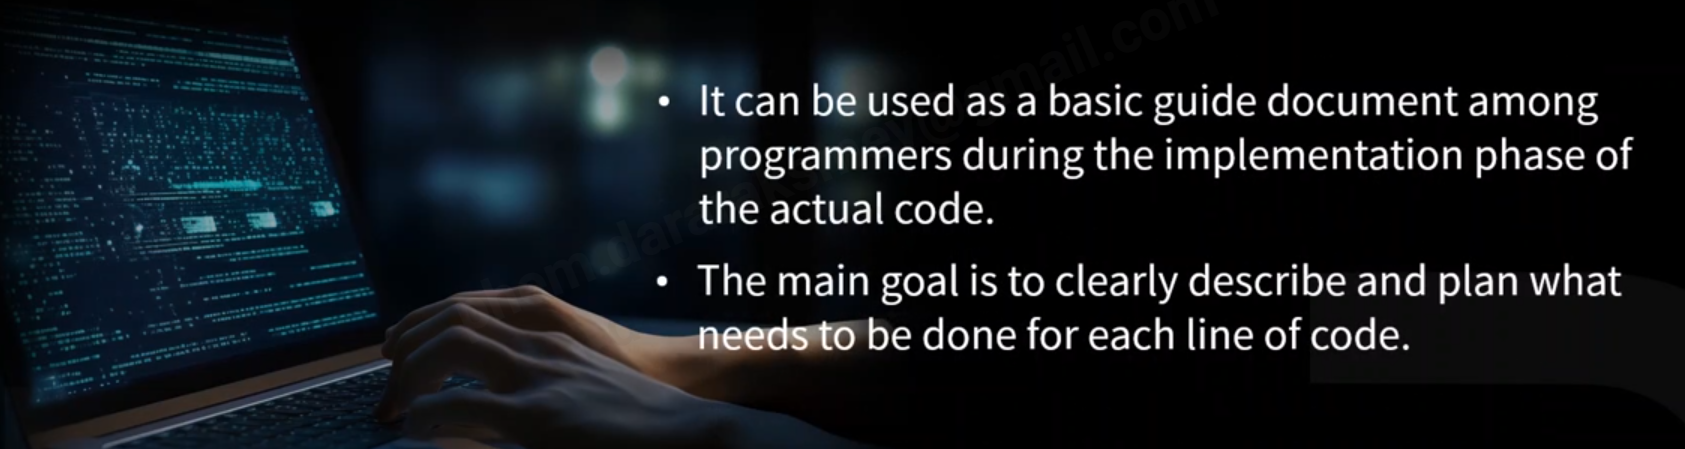 • It can be used as a basic guide document among
programmers during the implementation phase of
the actual code.
• The main goal is to clearly describe and plan what
needs to be done for each line of code.